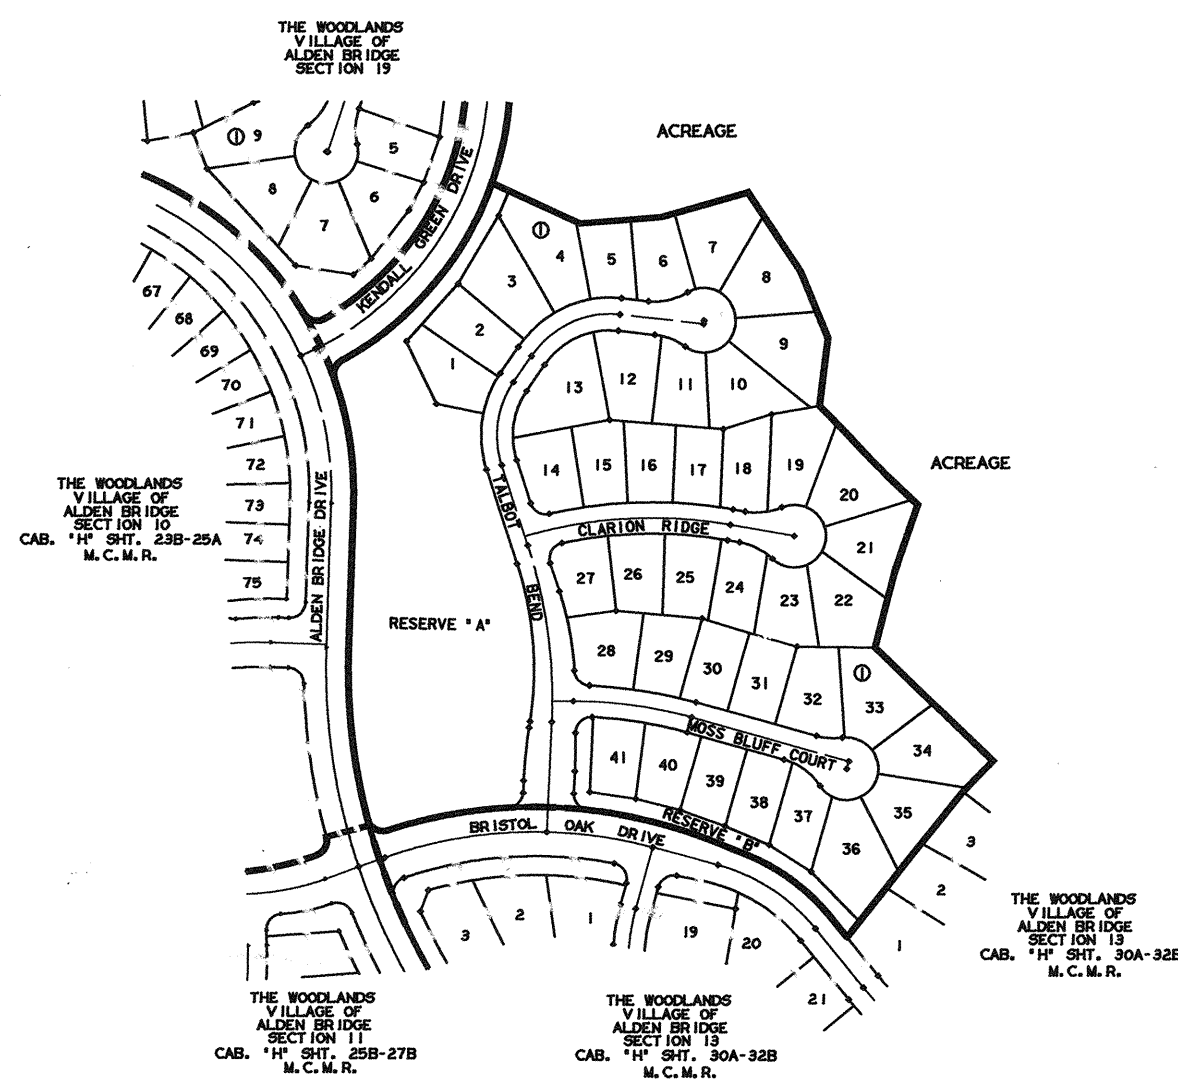 THE WOODLANDS
VILLAGE OF
ALDEN BRIDGE
SECTION 19
ACREAGE
① 9
5
8
6
7
KENDALL GREEN DRIVE
①
4
5
6
7
8
3
2
1
9
10
11
12
13
67
68
69
70
71
72
73
74
75
THE WOODLANDS
VILLAGE OF
ALDEN BRIDGE
SECTION 10
CAB. "H" SHT. 23B-25A
M.C.M.R.
ALDEN BRIDGE DRIVE
ACREAGE
14
15
16
17
18
19
20
21
22
23
24
25
26
27
TALBOT BEND
CLARION RIDGE
RESERVE "A"
28
29
30
31
32
①
33
34
35
36
37
38
39
40
41
MOSS BLUFF COURT
RESERVE "B"
BRISTOL OAK DRIVE
3
2
1
3
2
1
19
20
21
THE WOODLANDS
VILLAGE OF
ALDEN BRIDGE
SECTION 13
CAB. "H" SHT. 30A-32B
M.C.M.R.
THE WOODLANDS
VILLAGE OF
ALDEN BRIDGE
SECTION 11
CAB. "H" SHT. 25B-27B
M.C.M.R.
THE WOODLANDS
VILLAGE OF
ALDEN BRIDGE
SECTION 13
CAB. "H" SHT. 30A-32B
M.C.M.R.